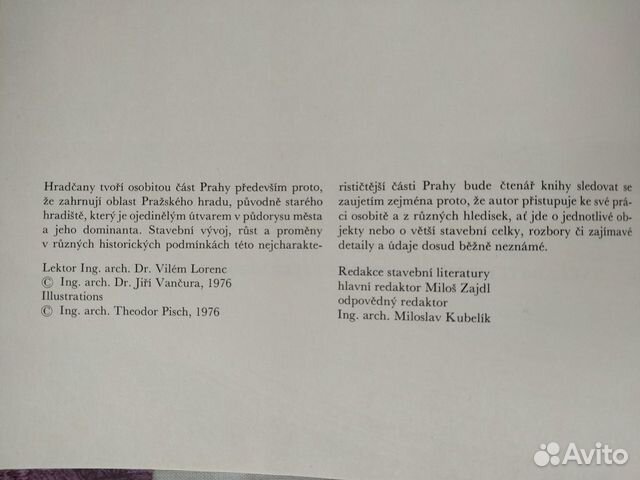 Hradčany tvoří osobitou část Prahy především proto,
že zahrnují oblast Pražského hradu, původně starého
hradiště, který je ojedinělým útvarem v půdorysu města
a jeho dominanta. Stavební vývoj, růst a proměny
v různých historických podmínkách této nejcharakte-
rističtější části Prahy bude čtenář knihy sledovat se
zaujetím zejména proto, že autor přistupuje ke své prá-
ci osobitě a z různých hledisek, ať jde o jednotlivé
objekty nebo o větší stavební celky, rozbory či zajímavé
detaily a údaje dosud běžně neznámé.
Lektor Ing. arch. Dr. Vilém Lorenc
© Ing. arch. Dr. Jiří Vančura, 1976
Illustrations
© Ing. arch. Theodor Pisch, 1976
Redakce stavební literatury
hlavní redaktor Miloš Zajdl
odpovědný redaktor
Ing. arch. Miloslav Kubelík
Avito